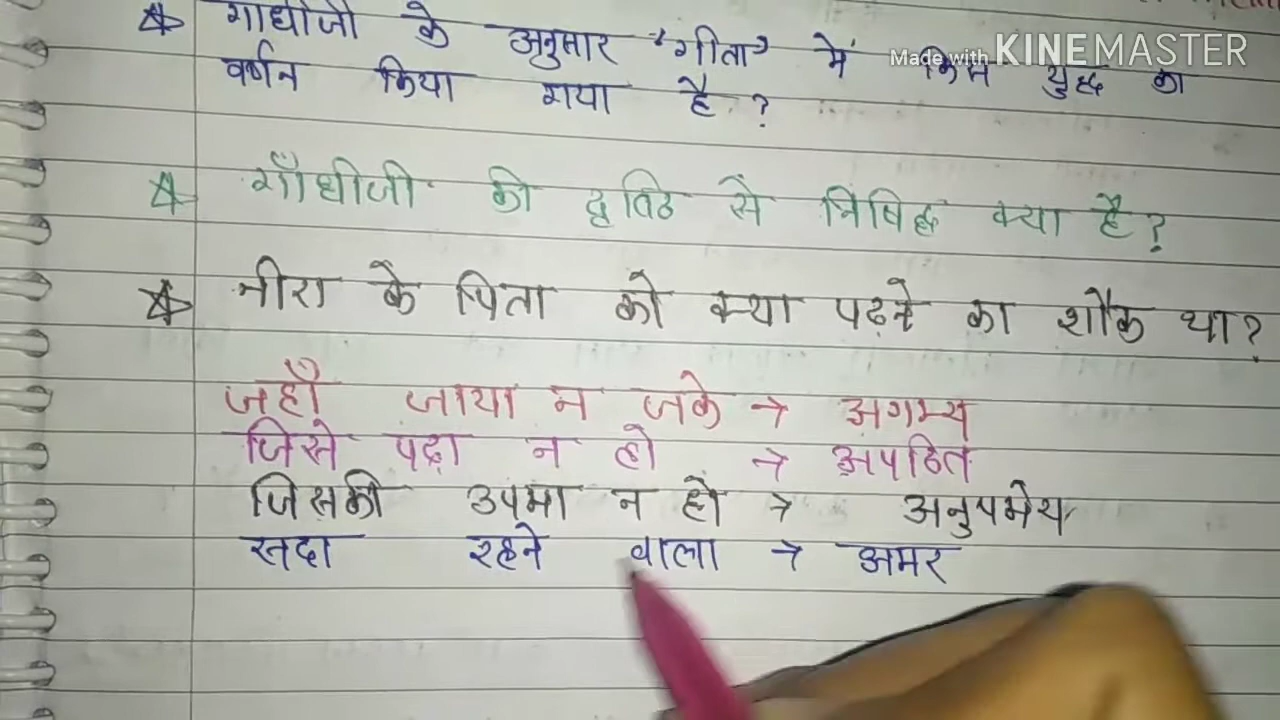 गाधीजी के अनुसार 'गीता' में किस युद्ध का
Made with KINEMASTER
वर्णन किया गया है?
गाँधीजी की दृष्टि से निषिद्ध क्या है?
नीरा के पिता को क्या पढ़ने का शौक था?
जहाँ जाया न जके → अगम्य
जिसे पढ़ा न हो → अपठित
जिसकी उपमा न हो → अनुपमेय
सदा रहने वाला → अमर